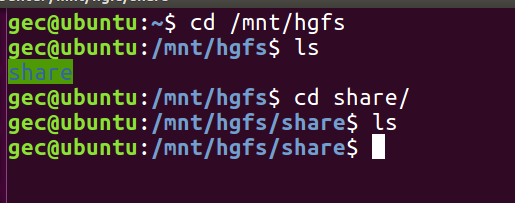 gec@ubuntu:~$ cd /mnt/hgfs
gec@ubuntu:/mnt/hgfs$ ls
share
gec@ubuntu:/mnt/hgfs$ cd share/
gec@ubuntu:/mnt/hgfs/share$ ls
gec@ubuntu:/mnt/hgfs/share$